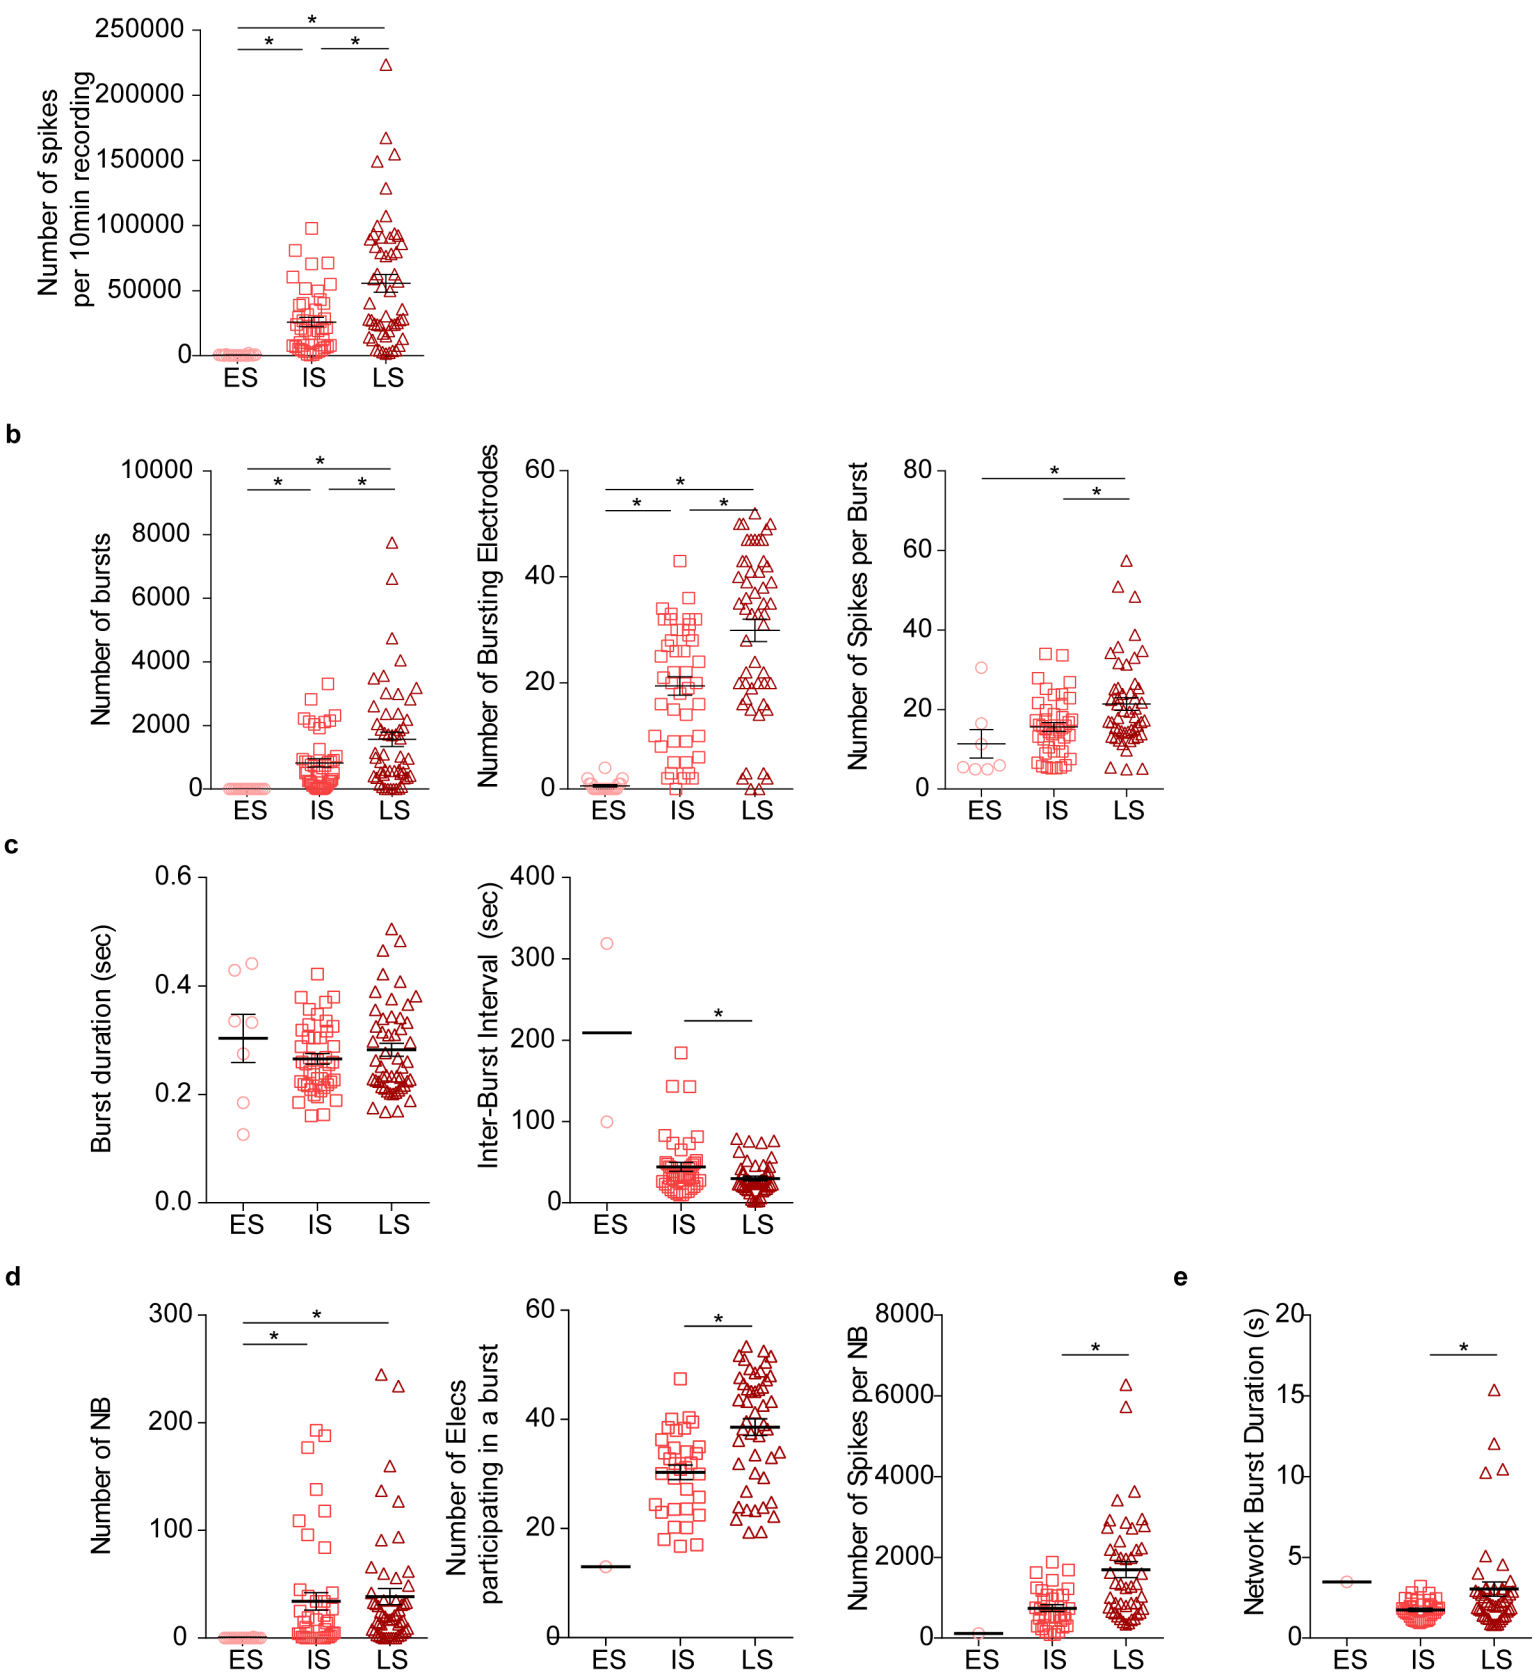 250000
200000
150000
100000
50000
0
Number of spikes
per 10min recording
*
*
*
ES
IS
LS
b
10000
8000
6000
4000
2000
0
Number of bursts
*
*
*
ES
IS
LS
60
40
20
0
Number of Bursting Electrodes
*
*
*
ES
IS
LS
80
60
40
20
0
Number of Spikes per Burst
*
*
ES
IS
LS
c
0.6
0.4
0.2
0.0
Burst duration (sec)
ES
IS
LS
400
300
200
100
0
Inter-Burst Interval (sec)
*
ES
IS
LS
d
300
200
100
0
Number of NB
*
*
ES
IS
LS
60
40
20
0
Number of Elecs
participating in a burst
*
ES
IS
LS
8000
6000
4000
2000
0
Number of Spikes per NB
*
ES
IS
LS
e
20
15
10
5
0
Network Burst Duration (s)
*
ES
IS
LS